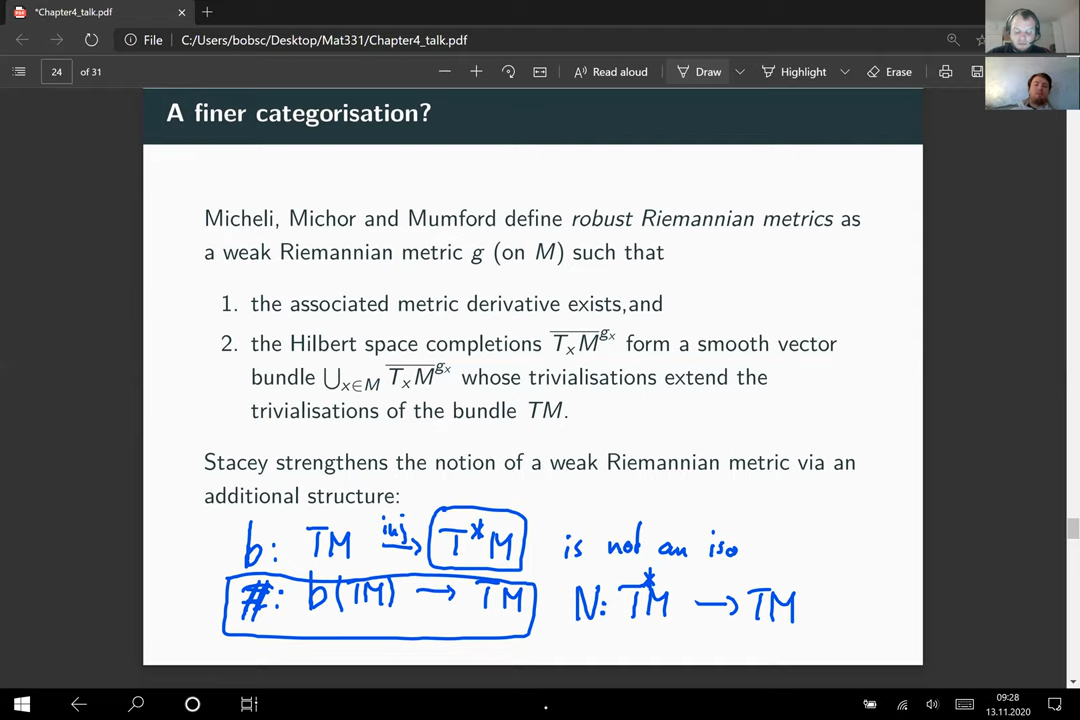 *Chapter4_talk.pdf
File C:/Users/bobsc/Desktop/Mat331/Chapter4_talk.pdf
24 of 31 Read aloud Draw Highlight Erase
A finer categorisation?
Micheli, Michor and Mumford define robust Riemannian metrics as
a weak Riemannian metric g (on M) such that
1. the associated metric derivative exists,and
2. the Hilbert space completions $\overline{T_xM}^{g_x}$ form a smooth vector
bundle $\bigcup_{x\in M} \overline{T_xM}^{g_x}$ whose trivialisations extend the
trivialisations of the bundle TM.
Stacey strengthens the notion of a weak Riemannian metric via an
additional structure:
b: TM inj → T*M is not an iso
#: b(TM) → TM N: T*M → TM
09:28
13.11.2020